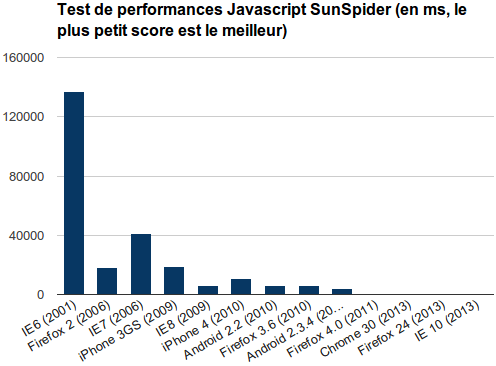 Test de performances Javascript SunSpider (en ms, le
plus petit score est le meilleur)
160000
120000
80000
40000
0
IE6 (2001)
Firefox 2 (2006)
IE7 (2006)
iPhone 3GS (2009)
IE8 (2009)
iPhone 4 (2010)
Android 2.2 (2010)
Firefox 3.6 (2010)
Android 2.3.4 (20...
Firefox 4.0 (2011)
Chrome 30 (2013)
Firefox 24 (2013)
IE 10 (2013)